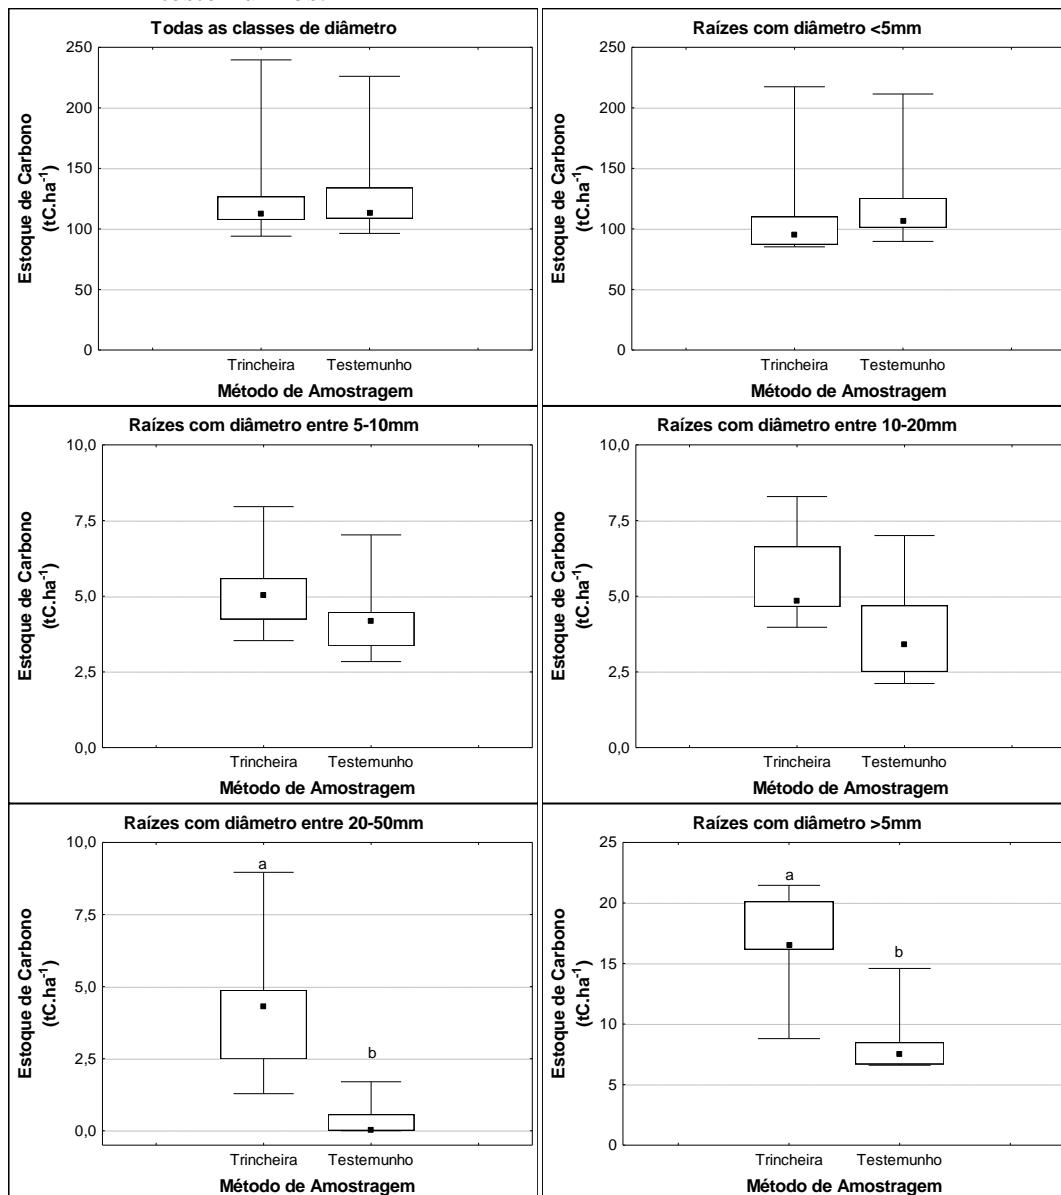 Todas as classes de diâmetro
250
200
150
100
50
0
Estoque de Carbono
(tC.ha⁻¹)
Trincheira Testemunho
Método de Amostragem
Raízes com diâmetro <5mm
250
200
150
100
50
0
Estoque de Carbono
(tC.ha⁻¹)
Trincheira Testemunho
Método de Amostragem
Raízes com diâmetro entre 5-10mm
10,0
7,5
5,0
2,5
0,0
Estoque de Carbono
(tC.ha⁻¹)
Trincheira Testemunho
Método de Amostragem
Raízes com diâmetro entre 10-20mm
10,0
7,5
5,0
2,5
0,0
Estoque de Carbono
(tC.ha⁻¹)
Trincheira Testemunho
Método de Amostragem
Raízes com diâmetro entre 20-50mm
10,0
7,5
5,0
2,5
0,0
a
b
Estoque de Carbono
(tC.ha⁻¹)
Trincheira Testemunho
Método de Amostragem
Raízes com diâmetro >5mm
25
20
15
10
5
0
a
b
Estoque de Carbono
(tC.ha⁻¹)
Trincheira Testemunho
Método de Amostragem